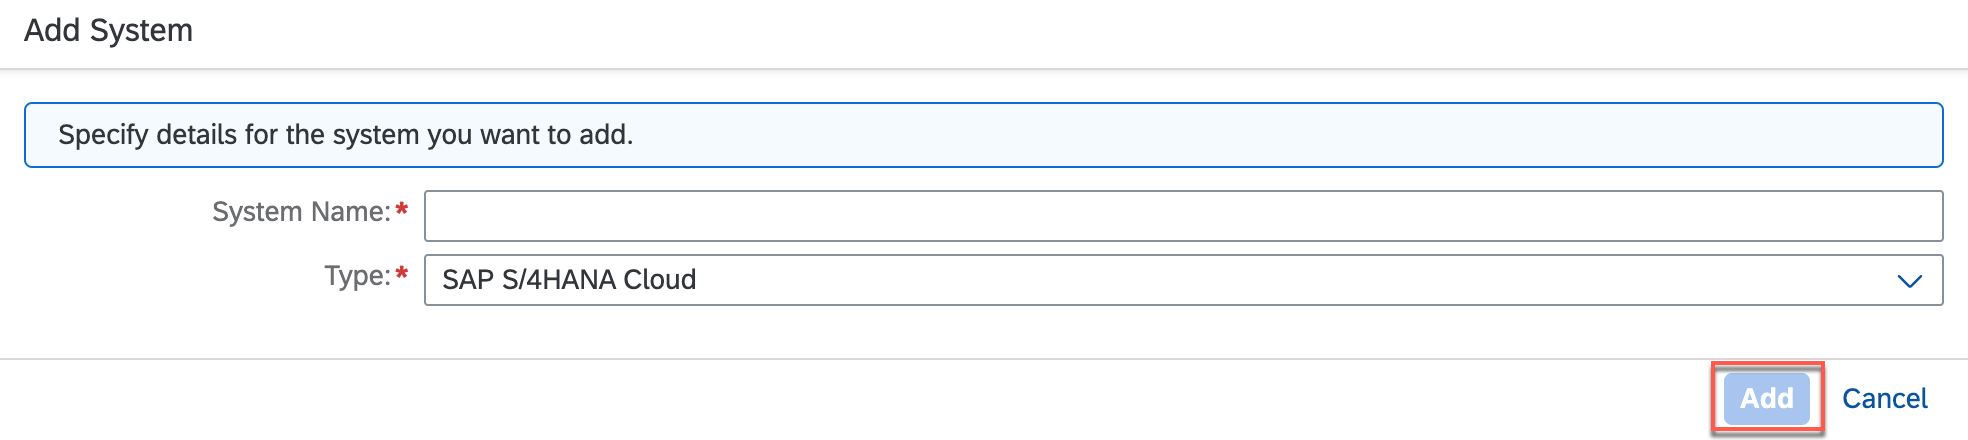 Add System
Specify details for the system you want to add.
System Name:*
Type:* SAP S/4HANA Cloud
Add Cancel